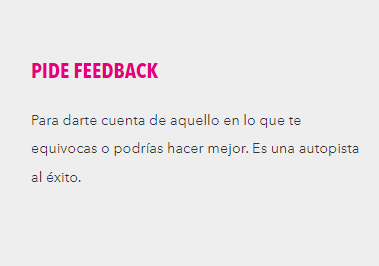 PIDE FEEDBACK
Para darte cuenta de aquello en lo que te
equivocas o podrías hacer mejor. Es una autopista
al éxito.